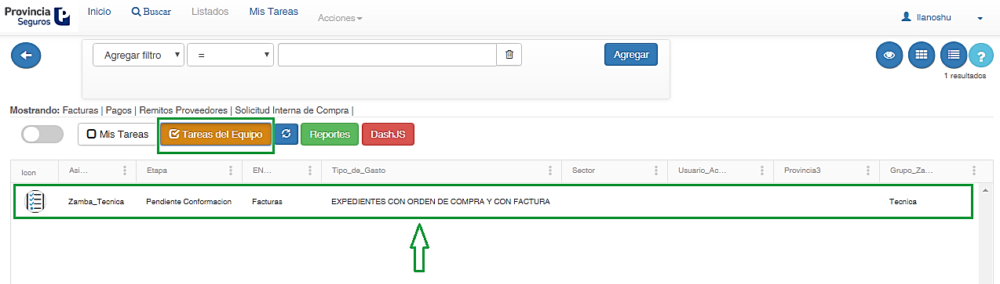 Provincia
Seguros
Inicio
Buscar
Listados
Mis Tareas
Acciones
llanoshu
Agregar filtro
=
Agregar
?
1 resultados
Mostrando: Facturas | Pagos | Remitos Proveedores | Solicitud Interna de Compra |
Mis Tareas
Tareas del Equipo
Reportes
DashJS
Icon Asi... Etapa EN... Tipo_de_Gasto Sector Usuario_Ac... Provincia3 Grupo_Za...
Zamba_Tecnica Pendiente Conformacion Facturas EXPEDIENTES CON ORDEN DE COMPRA Y CON FACTURA Tecnica